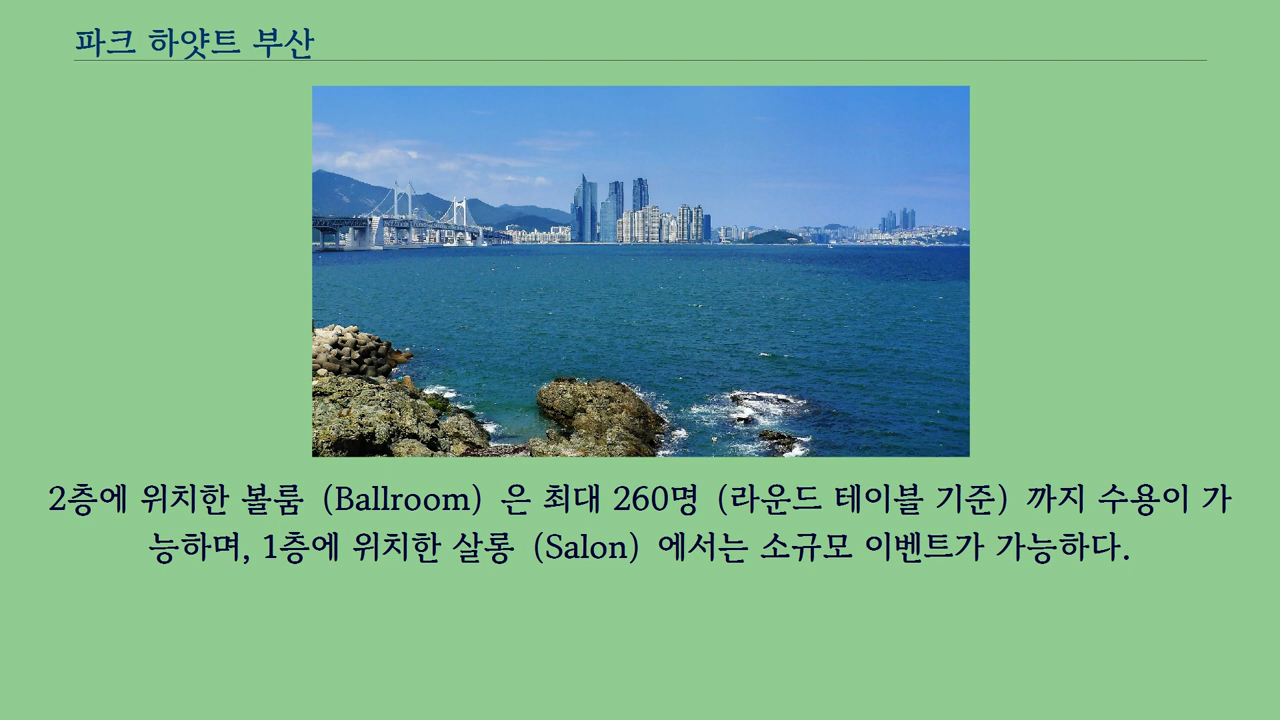 파크 하얏트 부산
2층에 위치한 볼룸 (Ballroom) 은 최대 260명 (라운드 테이블 기준) 까지 수용이 가
능하며, 1층에 위치한 살롱 (Salon) 에서는 소규모 이벤트가 가능하다.